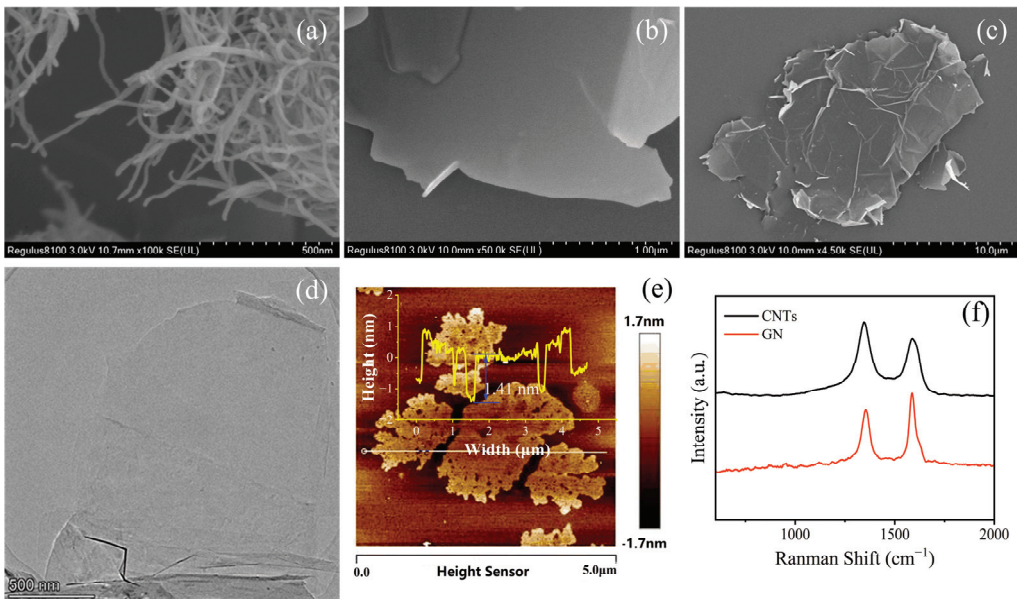 (a)
Regulus8100 3.0kV 10.7mm x100k SE(UL) 500nm
(b)
Regulus8100 3.0kV 10.0mm x50.0k SE(UL) 1.00µm
(c)
Regulus8100 3.0kV 10.0mm x4.50k SE(UL) 10.0µm
(d)
500 nm
(e)
Height (nm)
2
1
0
−1
−2
1.41 nm
0 1 2 3 4 5
Width (µm)
1.7nm
-1.7nm
0.0 Height Sensor 5.0µm
(f)
CNTs
GN
Intensity (a.u.)
1000 1500 2000
Ranman Shift (cm⁻¹)